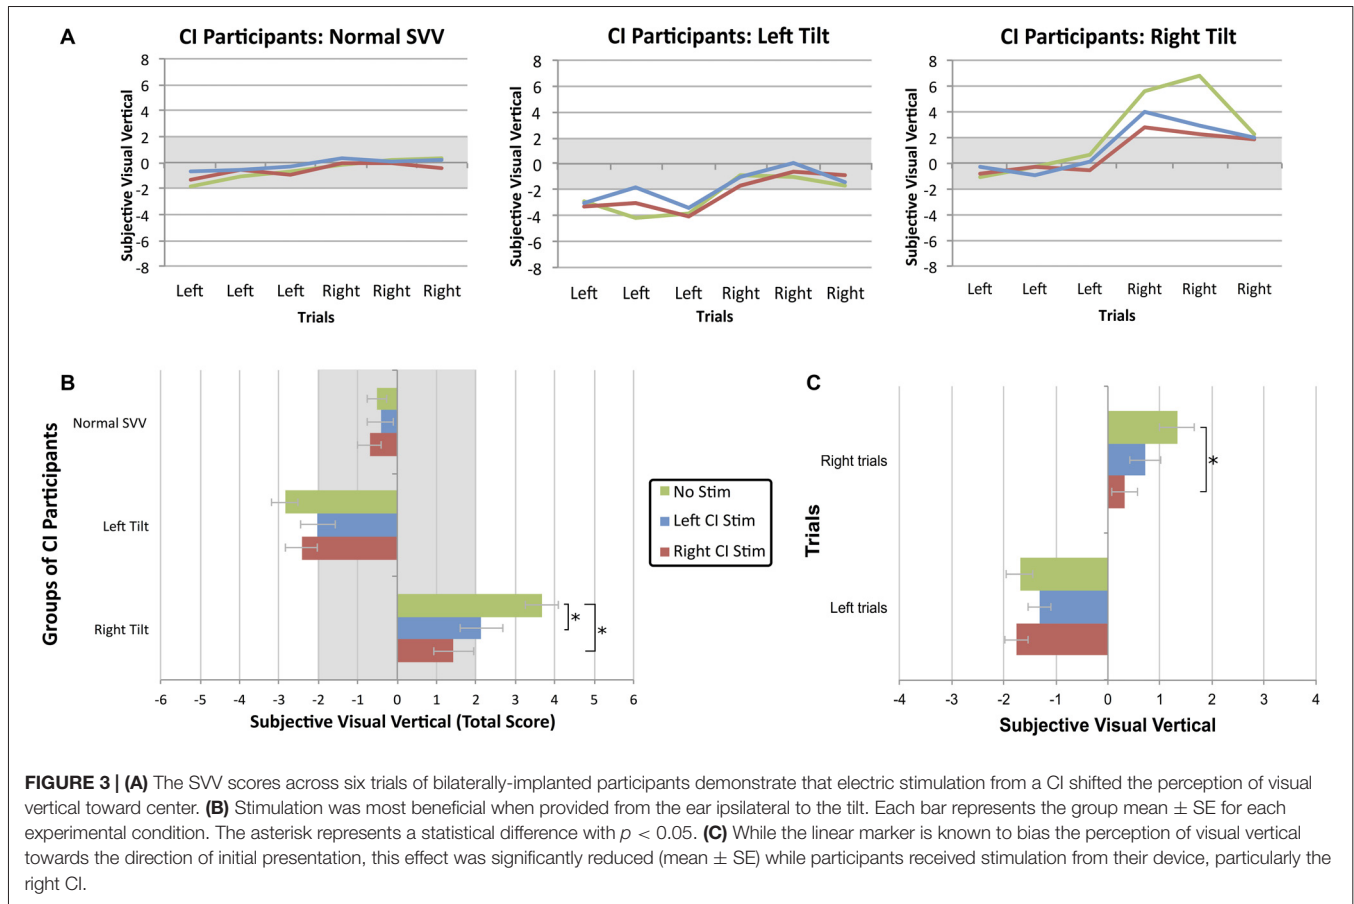 A
CI Participants: Normal SVV
Subjective Visual Vertical
8
6
4
2
0
-2
-4
-6
-8
Left Left Left Right Right Right
Trials
CI Participants: Left Tilt
Subjective Visual Vertical
8
6
4
2
0
-2
-4
-6
-8
Left Left Left Right Right Right
Trials
CI Participants: Right Tilt
Subjective Visual Vertical
8
6
4
2
0
-2
-4
-6
-8
Left Left Left Right Right Right
Trials
B
Groups of CI Participants
Normal SVV
Left Tilt
Right Tilt
*
*
-6 -5 -4 -3 -2 -1 0 1 2 3 4 5 6
Subjective Visual Vertical (Total Score)
No Stim
Left CI Stim
Right CI Stim
C
Trials
Right trials
*
Left trials
-4 -3 -2 -1 0 1 2 3 4
Subjective Visual Vertical
FIGURE 3 | (A) The SVV scores across six trials of bilaterally-implanted participants demonstrate that electric stimulation from a CI shifted the perception of visual
vertical toward center. (B) Stimulation was most beneficial when provided from the ear ipsilateral to the tilt. Each bar represents the group mean ± SE for each
experimental condition. The asterisk represents a statistical difference with p < 0.05. (C) While the linear marker is known to bias the perception of visual vertical
towards the direction of initial presentation, this effect was significantly reduced (mean ± SE) while participants received stimulation from their device, particularly the
right CI.